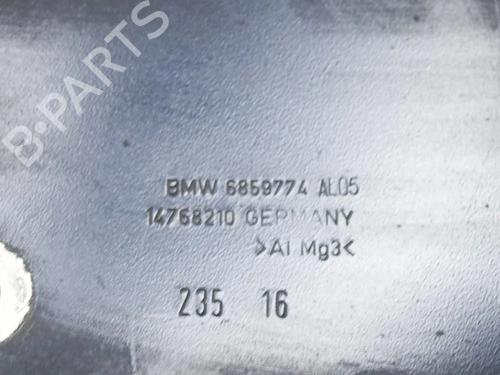 B·PARTS
BMW 6859774 AL05
14768210 GERMANY
>Al Mg3<
235 16